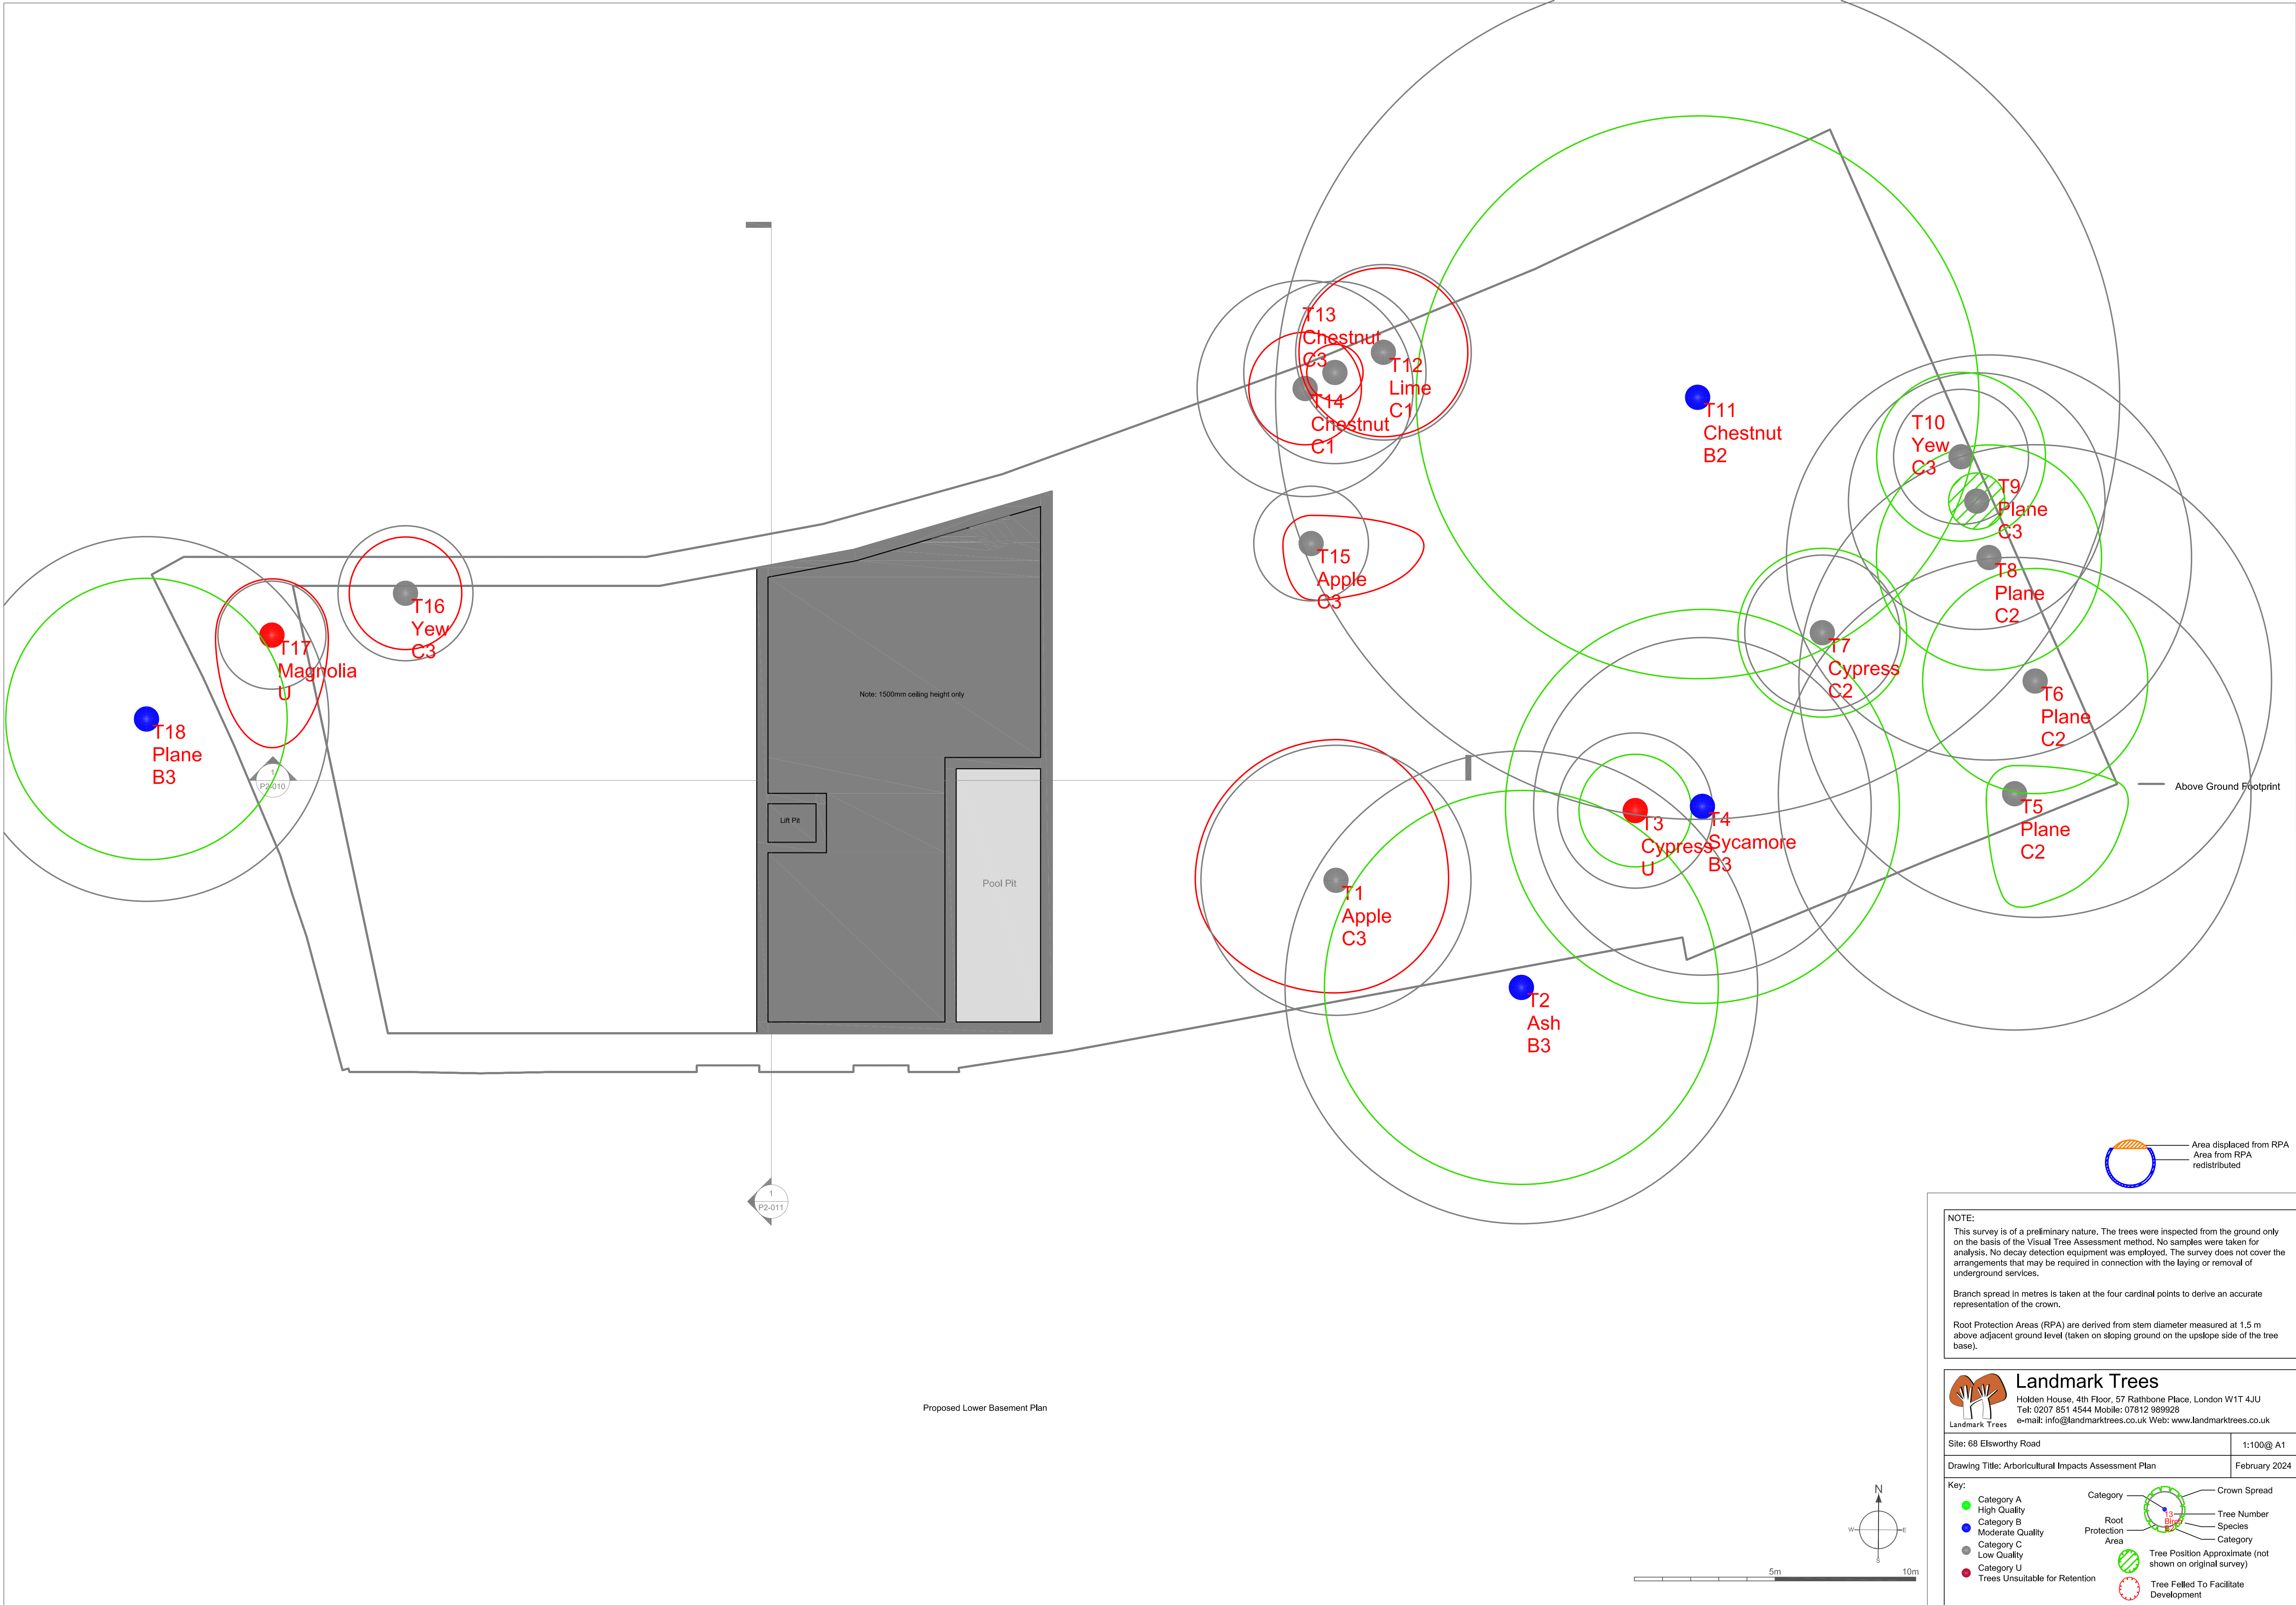 T13
Chestnut
C3
T12
Lime
C1
T14
Chestnut
C1
T11
Chestnut
B2
T10
Yew
C3
T9
Plane
C3
T8
Plane
C2
T15
Apple
C3
T16
Yew
C3
T17
Magnolia
U
T7
Cypress
C2
T6
Plane
C2
T18
Plane
B3
Note: 1500mm ceiling height only
1
P2-010
Above Ground Footprint
T5
Plane
C2
Lift Pit
T3
Cypress
U
T4
Sycamore
B3
Pool Pit
T1
Apple
C3
T2
Ash
B3
1
P2-011
Area displaced from RPA
Area from RPA
redistributed
NOTE:
This survey is of a preliminary nature. The trees were inspected from the ground only
on the basis of the Visual Tree Assessment method. No samples were taken for
analysis. No decay detection equipment was employed. The survey does not cover the
arrangements that may be required in connection with the laying or removal of
underground services.
Branch spread in metres is taken at the four cardinal points to derive an accurate
representation of the crown.
Root Protection Areas (RPA) are derived from stem diameter measured at 1.5 m
above adjacent ground level (taken on sloping ground on the upslope side of the tree
base).
Landmark Trees
Landmark Trees
Holden House, 4th Floor, 57 Rathbone Place, London W1T 4JU
Tel: 0207 851 4544 Mobile: 07812 989928
e-mail: info@landmarktrees.co.uk Web: www.landmarktrees.co.uk
Proposed Lower Basement Plan
Site: 68 Elsworthy Road
1:100@ A1
Drawing Title: Arboricultural Impacts Assessment Plan
February 2024
Key:
Category A
High Quality
Category B
Moderate Quality
Category C
Low Quality
Category U
Trees Unsuitable for Retention
Category
Root
Protection
Area
13
Birch
B2
Crown Spread
Tree Number
Species
Category
Tree Position Approximate (not
shown on original survey)
Tree Felled To Facilitate
Development
N
W
E
S
5m
10m